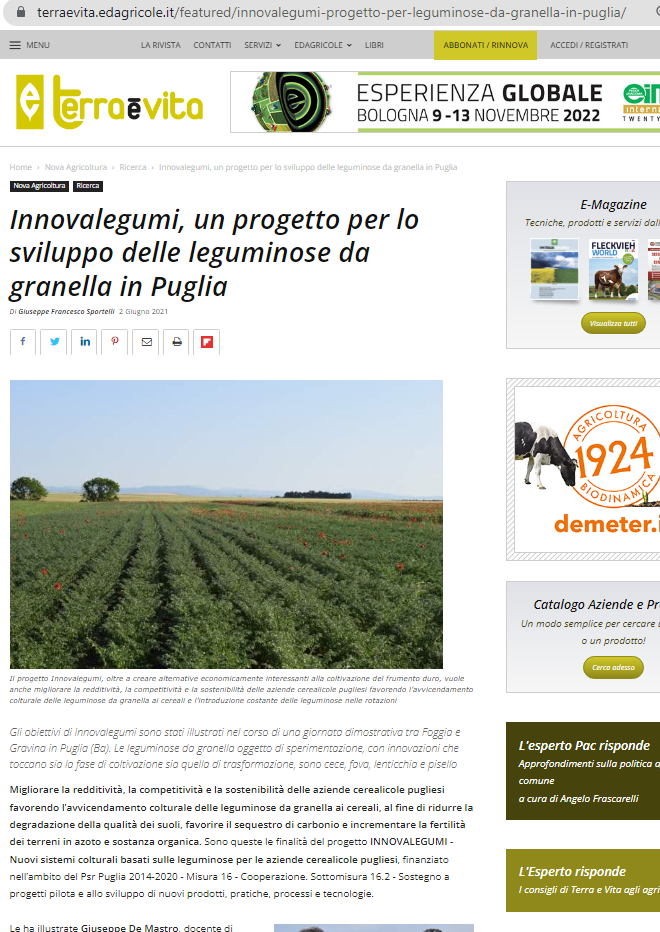 terraevita.edagricole.it/featured/innovalegumi-progetto-per-leguminose-da-granella-in-puglia/
MENU
LA RIVISTA CONTATTI SERVIZI EDAGRICOLE LIBRI
ABBONATI / RINNOVA
ACCEDI / REGISTRATI
terraèvita
ESPERIENZA GLOBALE
BOLOGNA 9 -13 NOVEMBRE 2022
TWENTY
Home › Nova Agricoltura › Ricerca › Innovalegumi, un progetto per lo sviluppo delle leguminose da granella in Puglia
Nova Agricoltura Ricerca
Innovalegumi, un progetto per lo
sviluppo delle leguminose da
granella in Puglia
Di Giuseppe Francesco Sportelli 2 Giugno 2021
Il progetto Innovalegumi, oltre a creare alternative economicamente interessanti alla coltivazione del frumento duro, vuole
anche migliorare la redditività, la competitività e la sostenibilità delle aziende cerealicole pugliesi favorendo l'avvicendamento
colturale delle leguminose da granella ai cereali e l'introduzione costante delle leguminose nelle rotazioni
Gli obiettivi di Innovalegumi sono stati illustrati nel corso di una giornata dimostrativa tra Foggia e
Gravina in Puglia (Ba). Le leguminose da granella oggetto di sperimentazione, con innovazioni che
toccano sia la fase di coltivazione sia quella di trasformazione, sono cece, fava, lenticchia e pisello
Migliorare la redditività, la competitività e la sostenibilità delle aziende cerealicole pugliesi
favorendo l'avvicendamento colturale delle leguminose da granella ai cereali, al fine di ridurre la
degradazione della qualità dei suoli, favorire il sequestro di carbonio e incrementare la fertilità
dei terreni in azoto e sostanza organica. Sono queste le finalità del progetto INNOVALEGUMI -
Nuovi sistemi colturali basati sulle leguminose per le aziende cerealicole pugliesi, finanziato
nell'ambito del Psr Puglia 2014-2020 - Misura 16 - Cooperazione. Sottomisura 16.2 - Sostegno a
progetti pilota e allo sviluppo di nuovi prodotti, pratiche, processi e tecnologie.
Le ha illustrate Giuseppe De Mastro, docente di
E-Magazine
Tecniche, prodotti e servizi dall
FLECKVIEH
WORLD
Visualizza tutti
AGRICOLTURA
1924
BIODINAMICA
demeter.i
Catalogo Aziende e Pr
Un modo semplice per cercare
o un prodotto!
Cerca adesso
L'esperto Pac risponde
Approfondimenti sulla politica a
comune
a cura di Angelo Frascarelli
L'Esperto risponde
I consigli di Terra e Vita agli agri